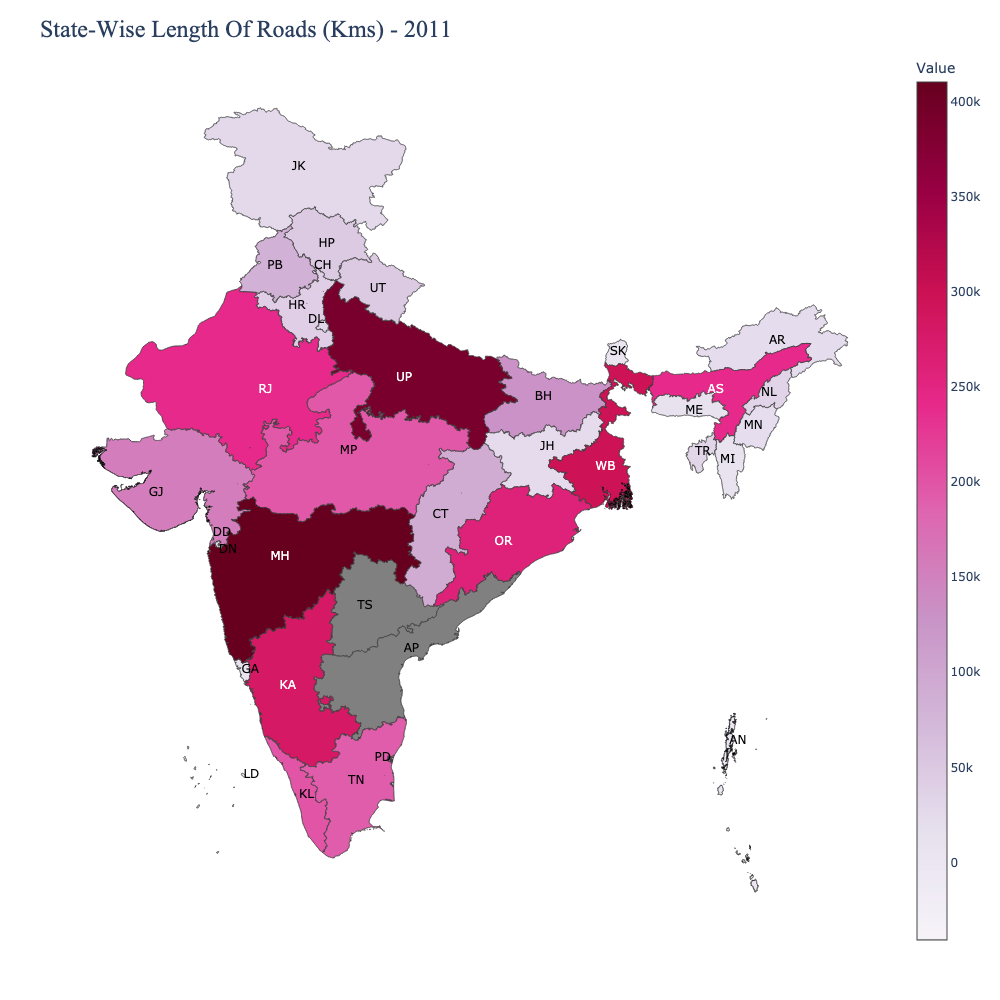 State-Wise Length Of Roads (Kms) - 2011
Value
400k
350k
300k
250k
200k
150k
100k
50k
0
JK
HP
CH
PB
UT
HR
DL
UP
RJ
SK
AR
AS
NL
ME
MN
TR
MI
BH
JH
WB
MP
GJ
CT
DD
DN
OR
MH
TS
AP
GA
KA
LD
PD
TN
KL
AN